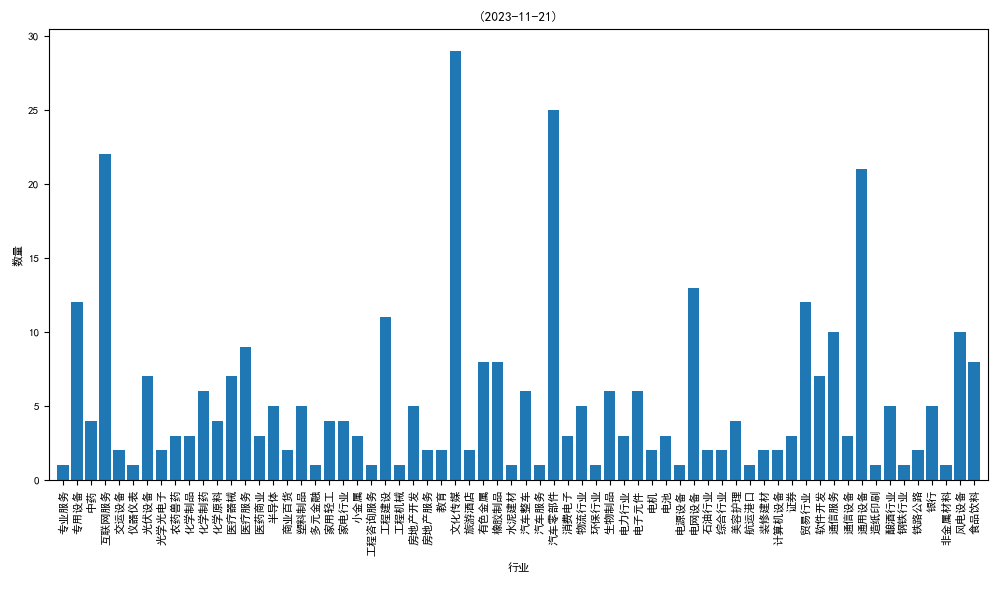 (2023-11-21)
数量
30
25
20
15
10
5
0
专业服务
专用设备
中药
互联网服务
交运设备
仪器仪表
光伏设备
光学光电子
农药兽药
化学制品
化学制药
化学原料
医疗器械
医疗服务
医药商业
半导体
商业百货
塑料制品
多元金融
家用轻工
家电行业
小金属
工程咨询服务
工程建设
工程机械
房地产开发
房地产服务
教育
文化传媒
旅游酒店
有色金属
橡胶制品
水泥建材
汽车整车
汽车服务
汽车零部件
消费电子
物流行业
环保行业
生物制品
电力行业
电子元件
电机
电池
电源设备
电网设备
石油行业
综合行业
美容护理
航运港口
装修建材
计算机设备
证券
贸易行业
软件开发
通信服务
通信设备
通用设备
造纸印刷
酿酒行业
钢铁行业
铁路公路
银行
非金属材料
风电设备
食品饮料
行业